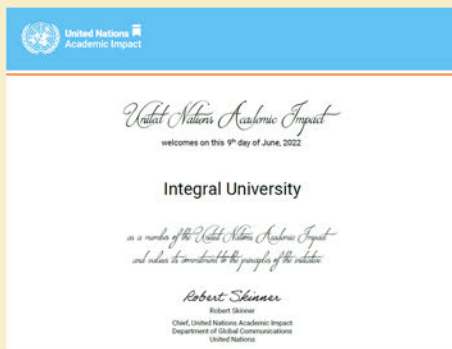 United Nations
Academic Impact
United Nations Academic Impact
welcomes on this 9th day of June, 2022
Integral University
as a member of the United Nations Academic Impact
and values its commitment to the principles of the initiative
Robert Skinner
Robert Skinner
Chief, United Nations Academic Impact
Department of Global Communications
United Nations